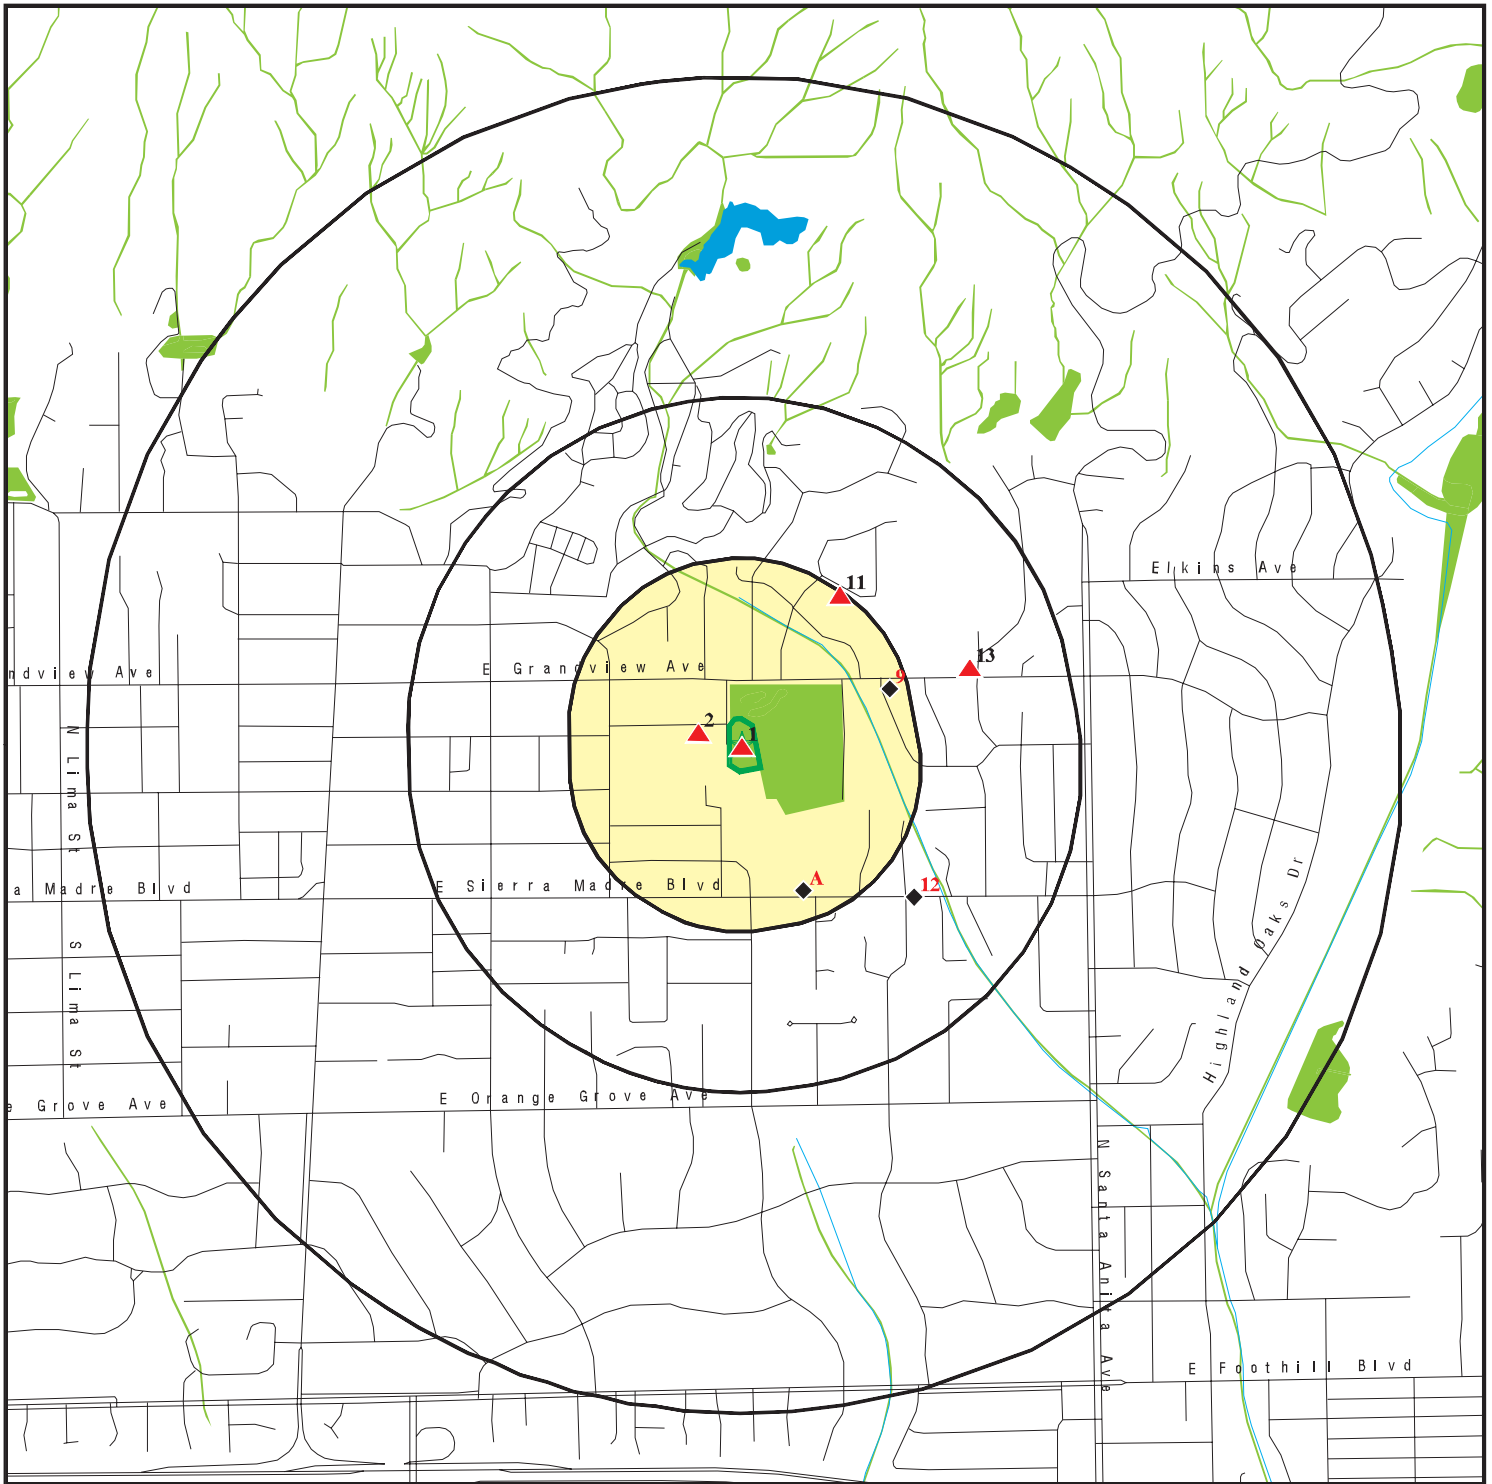 Elkins Ave
11
13
E Grandview Ave
ndview Ave
9
2
1
N Lima St
A
12
E Sierra Madre Blvd
a Madre Blvd
Highland Oaks Dr
S Lima St
E Orange Grove Ave
e Grove Ave
N Santa Anita Ave
E Foothill Blvd